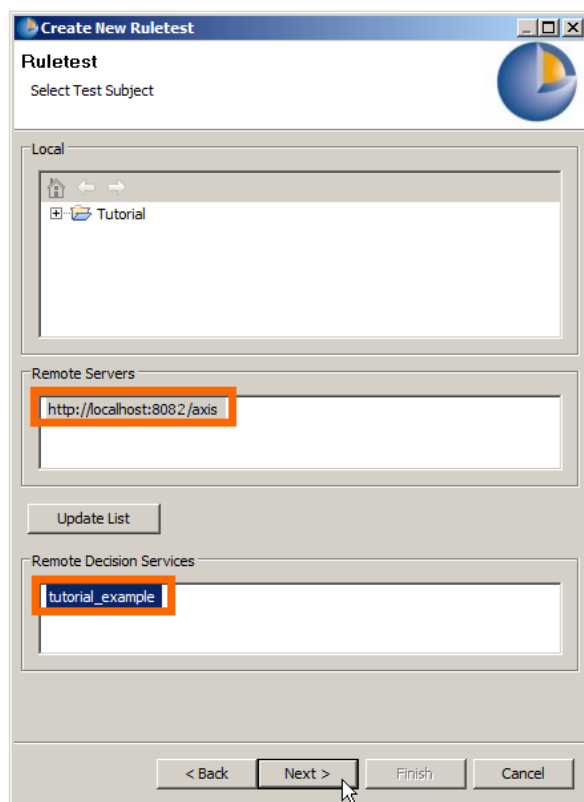 Create New Ruletest
Ruletest
Select Test Subject
Local
Tutorial
Remote Servers
http://localhost:8082/axis
Update List
Remote Decision Services
tutorial_example
< Back Next > Finish Cancel